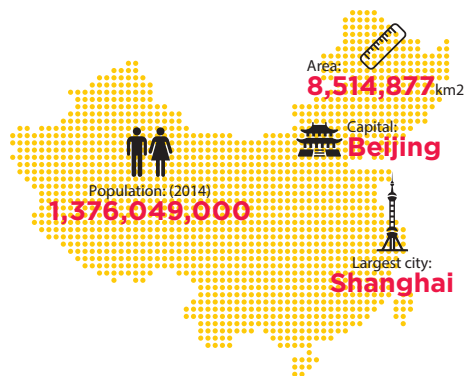 Area:
8,514,877km2
Capital:
Beijing
Population: (2014)
1,376,049,000
Largest city:
Shanghai